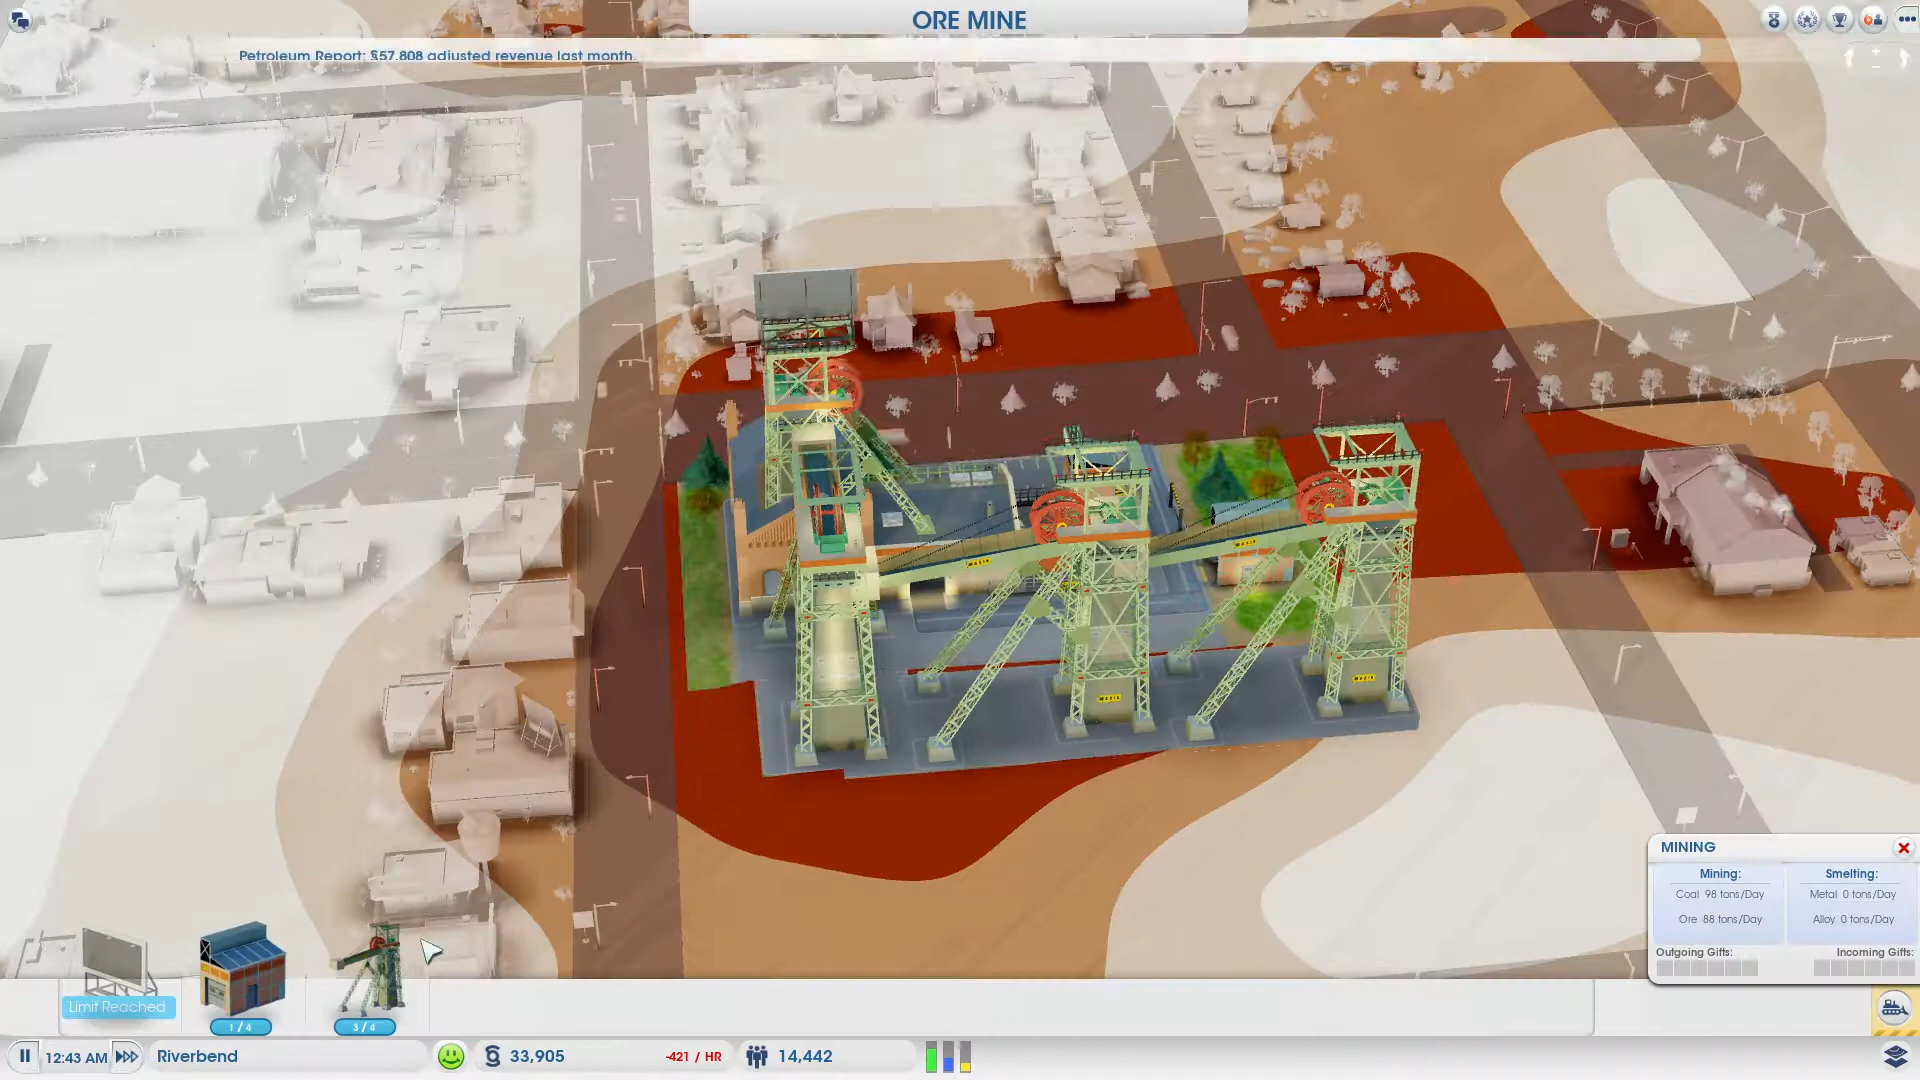 ORE MINE
Petroleum Report: §57,808 adjusted revenue last month.
MINING
Mining:
Coal 98 tons/Day
Ore 88 tons/Day
Smelting:
Metal 0 tons/Day
Alloy 0 tons/Day
Outgoing Gifts:
Incoming Gifts:
Limit Reached
1 / 4
3 / 4
12:43 AM
Riverbend
33,905
-421 / HR
14,442